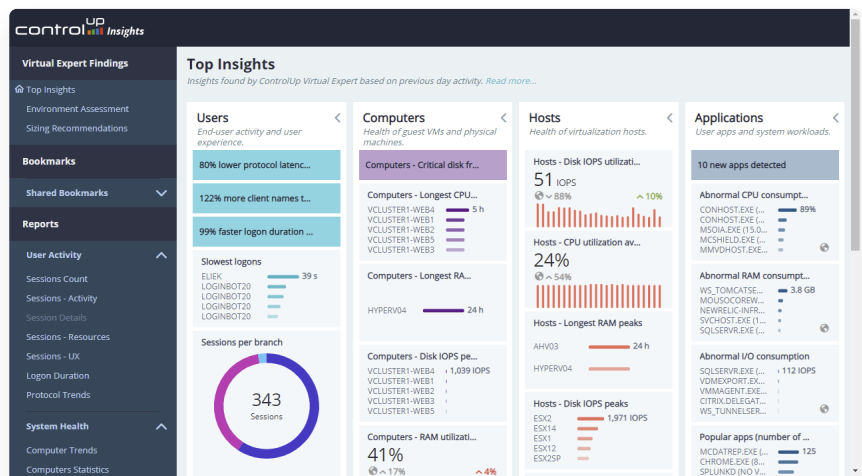 controlup Insights
Virtual Expert Findings
Top Insights
Environment Assessment
Sizing Recommendations
Bookmarks
Shared Bookmarks
Reports
User Activity
Sessions Count
Sessions - Activity
Session Details
Sessions - Resources
Sessions - UX
Logon Duration
Protocol Trends
System Health
Computer Trends
Computers Statistics
Top Insights
Insights found by ControlUp Virtual Expert based on previous day activity. Read more...
Users
End-user activity and user
experience.
80% lower protocol latenc...
122% more client names t...
99% faster logon duration ...
Slowest logons
ELIEK 39 s
LOGINBOT20
LOGINBOT20
LOGINBOT20
LOGINBOT20
Sessions per branch
343
Sessions
Computers
Health of guest VMs and physical
machines.
Computers - Critical disk fr...
Computers - Longest CPU...
VCLUSTER1-WEB4 5 h
VCLUSTER1-WEB1
VCLUSTER1-WEB2
VCLUSTER1-WEB5
VCLUSTER1-WEB3
Computers - Longest RA...
HYPERV04 24 h
Computers - Disk IOPS pe...
VCLUSTER1-WEB4 1,039 IOPS
VCLUSTER1-WEB1
VCLUSTER1-WEB2
VCLUSTER1-WEB3
VCLUSTER1-WEB5
Computers - RAM utilizati...
41%
17% 4%
Hosts
Health of virtualization hosts.
Hosts - Disk IOPS utilizati...
51 IOPS
88% 10%
Hosts - CPU utilization av...
24%
54%
Hosts - Longest RAM peaks
AHV03 24 h
HYPERV04
Hosts - Disk IOPS peaks
ESX2 1,971 IOPS
ESX14
ESX1
ESX12
ESX2SP
Applications
User apps and system workloads.
10 new apps detected
Abnormal CPU consumpt...
CONHOST.EXE (... 89%
CONHOST.EXE (...
MSOIA.EXE (15.0...
MCSHIELD.EXE (...
MMVDHOST.EXE...
Abnormal RAM consumpt...
WS_TOMCATSE... 3.8 GB
MOUSOCOREW...
NEWRELIC-INFR...
SVCHOST.EXE (1...
SQLSERVR.EXE (...
Abnormal I/O consumption
SQLSERVR.EXE (... 112 IOPS
VDMEXPORT.EX...
VMMAGENT.EXE...
CITRIX.DELEGAT...
WS_TUNNELSER...
Popular apps (number of ...
MCDATREP.EXE (... 125
CHROME.EXE (8...
SPLUNKD (NO V...